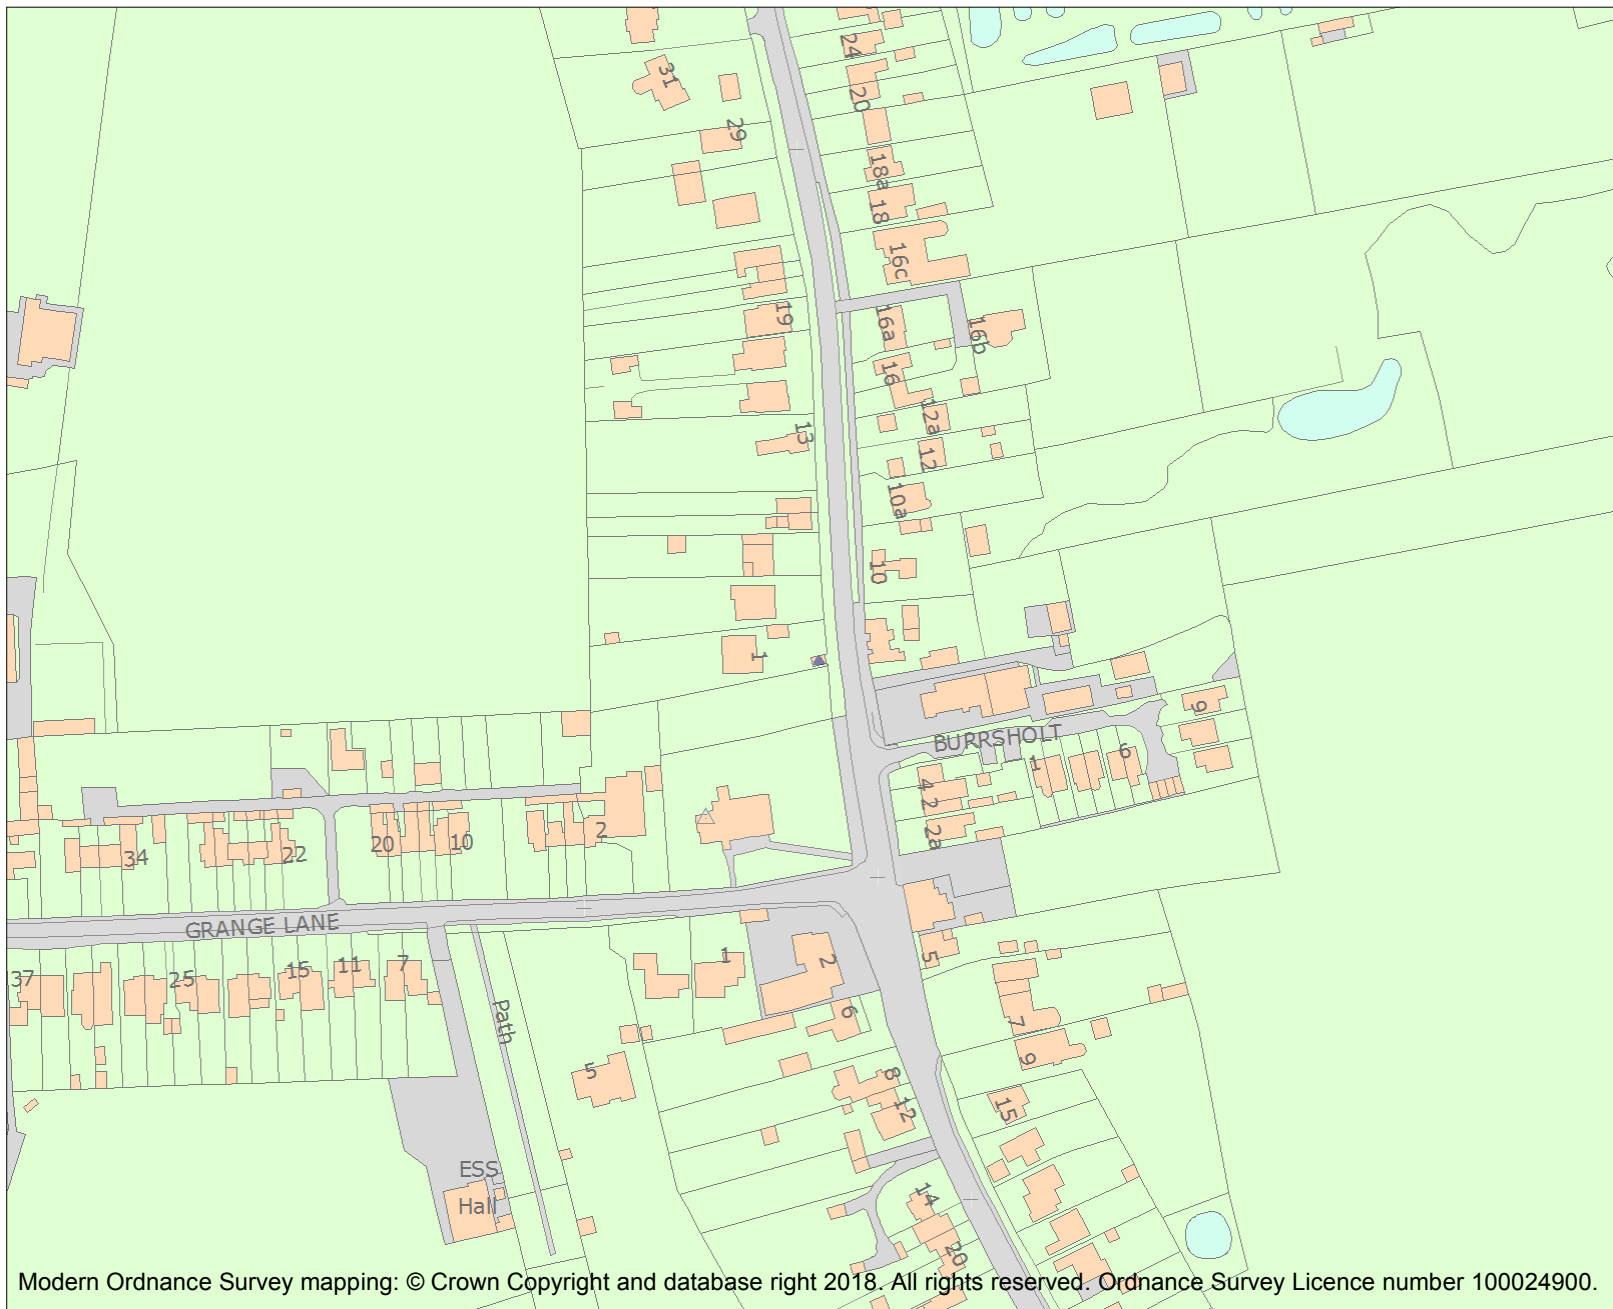 24
31
20
29
18a
18
16c
19
16a
16b
16
12a
13
12
10a
10
1
9
BURRSHOLT
6
1
4
2
2a
2
20
10
22
34
GRANGE LANE
37
25
15
11
7
1
2
5
Path
6
7
9
5
8
12
15
ESS
Hall
14
20
Modern Ordnance Survey mapping: © Crown Copyright and database right 2018. All rights reserved. Ordnance Survey Licence number 100024900.